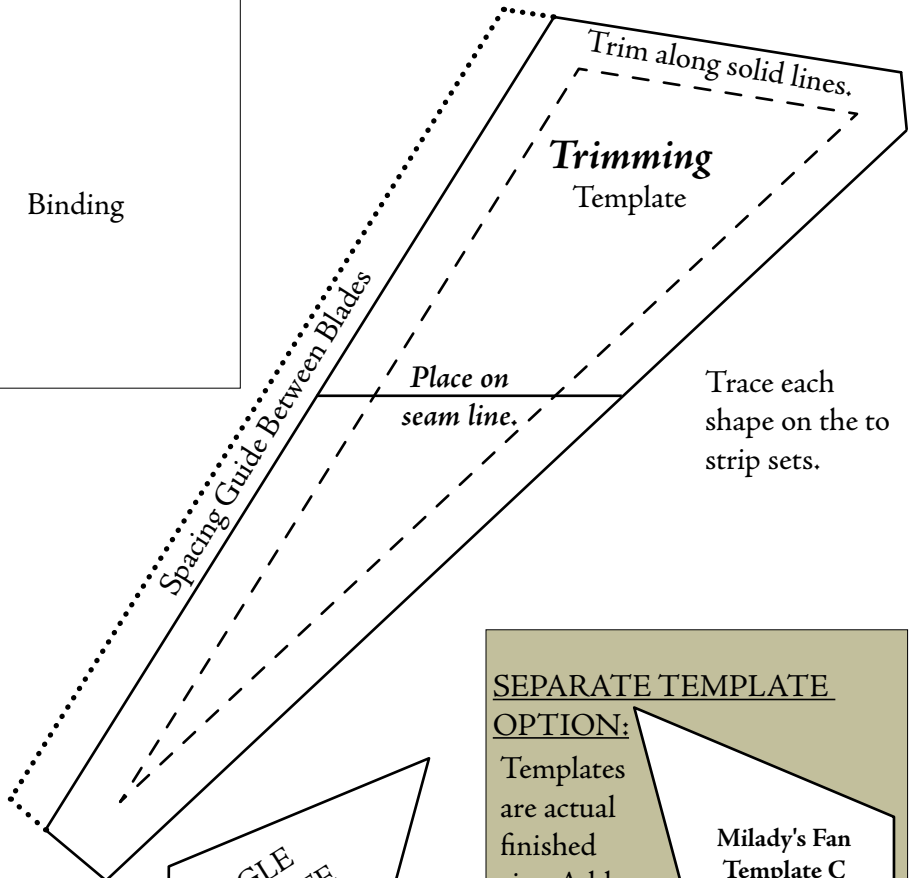 Trim along solid lines.
Trimming
Template
Binding
Spacing Guide Between Blades
Place on
seam line.
Trace each
shape on the to
strip sets.
SEPARATE TEMPLATE
OPTION:
Templates
are actual
finished
Milady's Fan
Template C